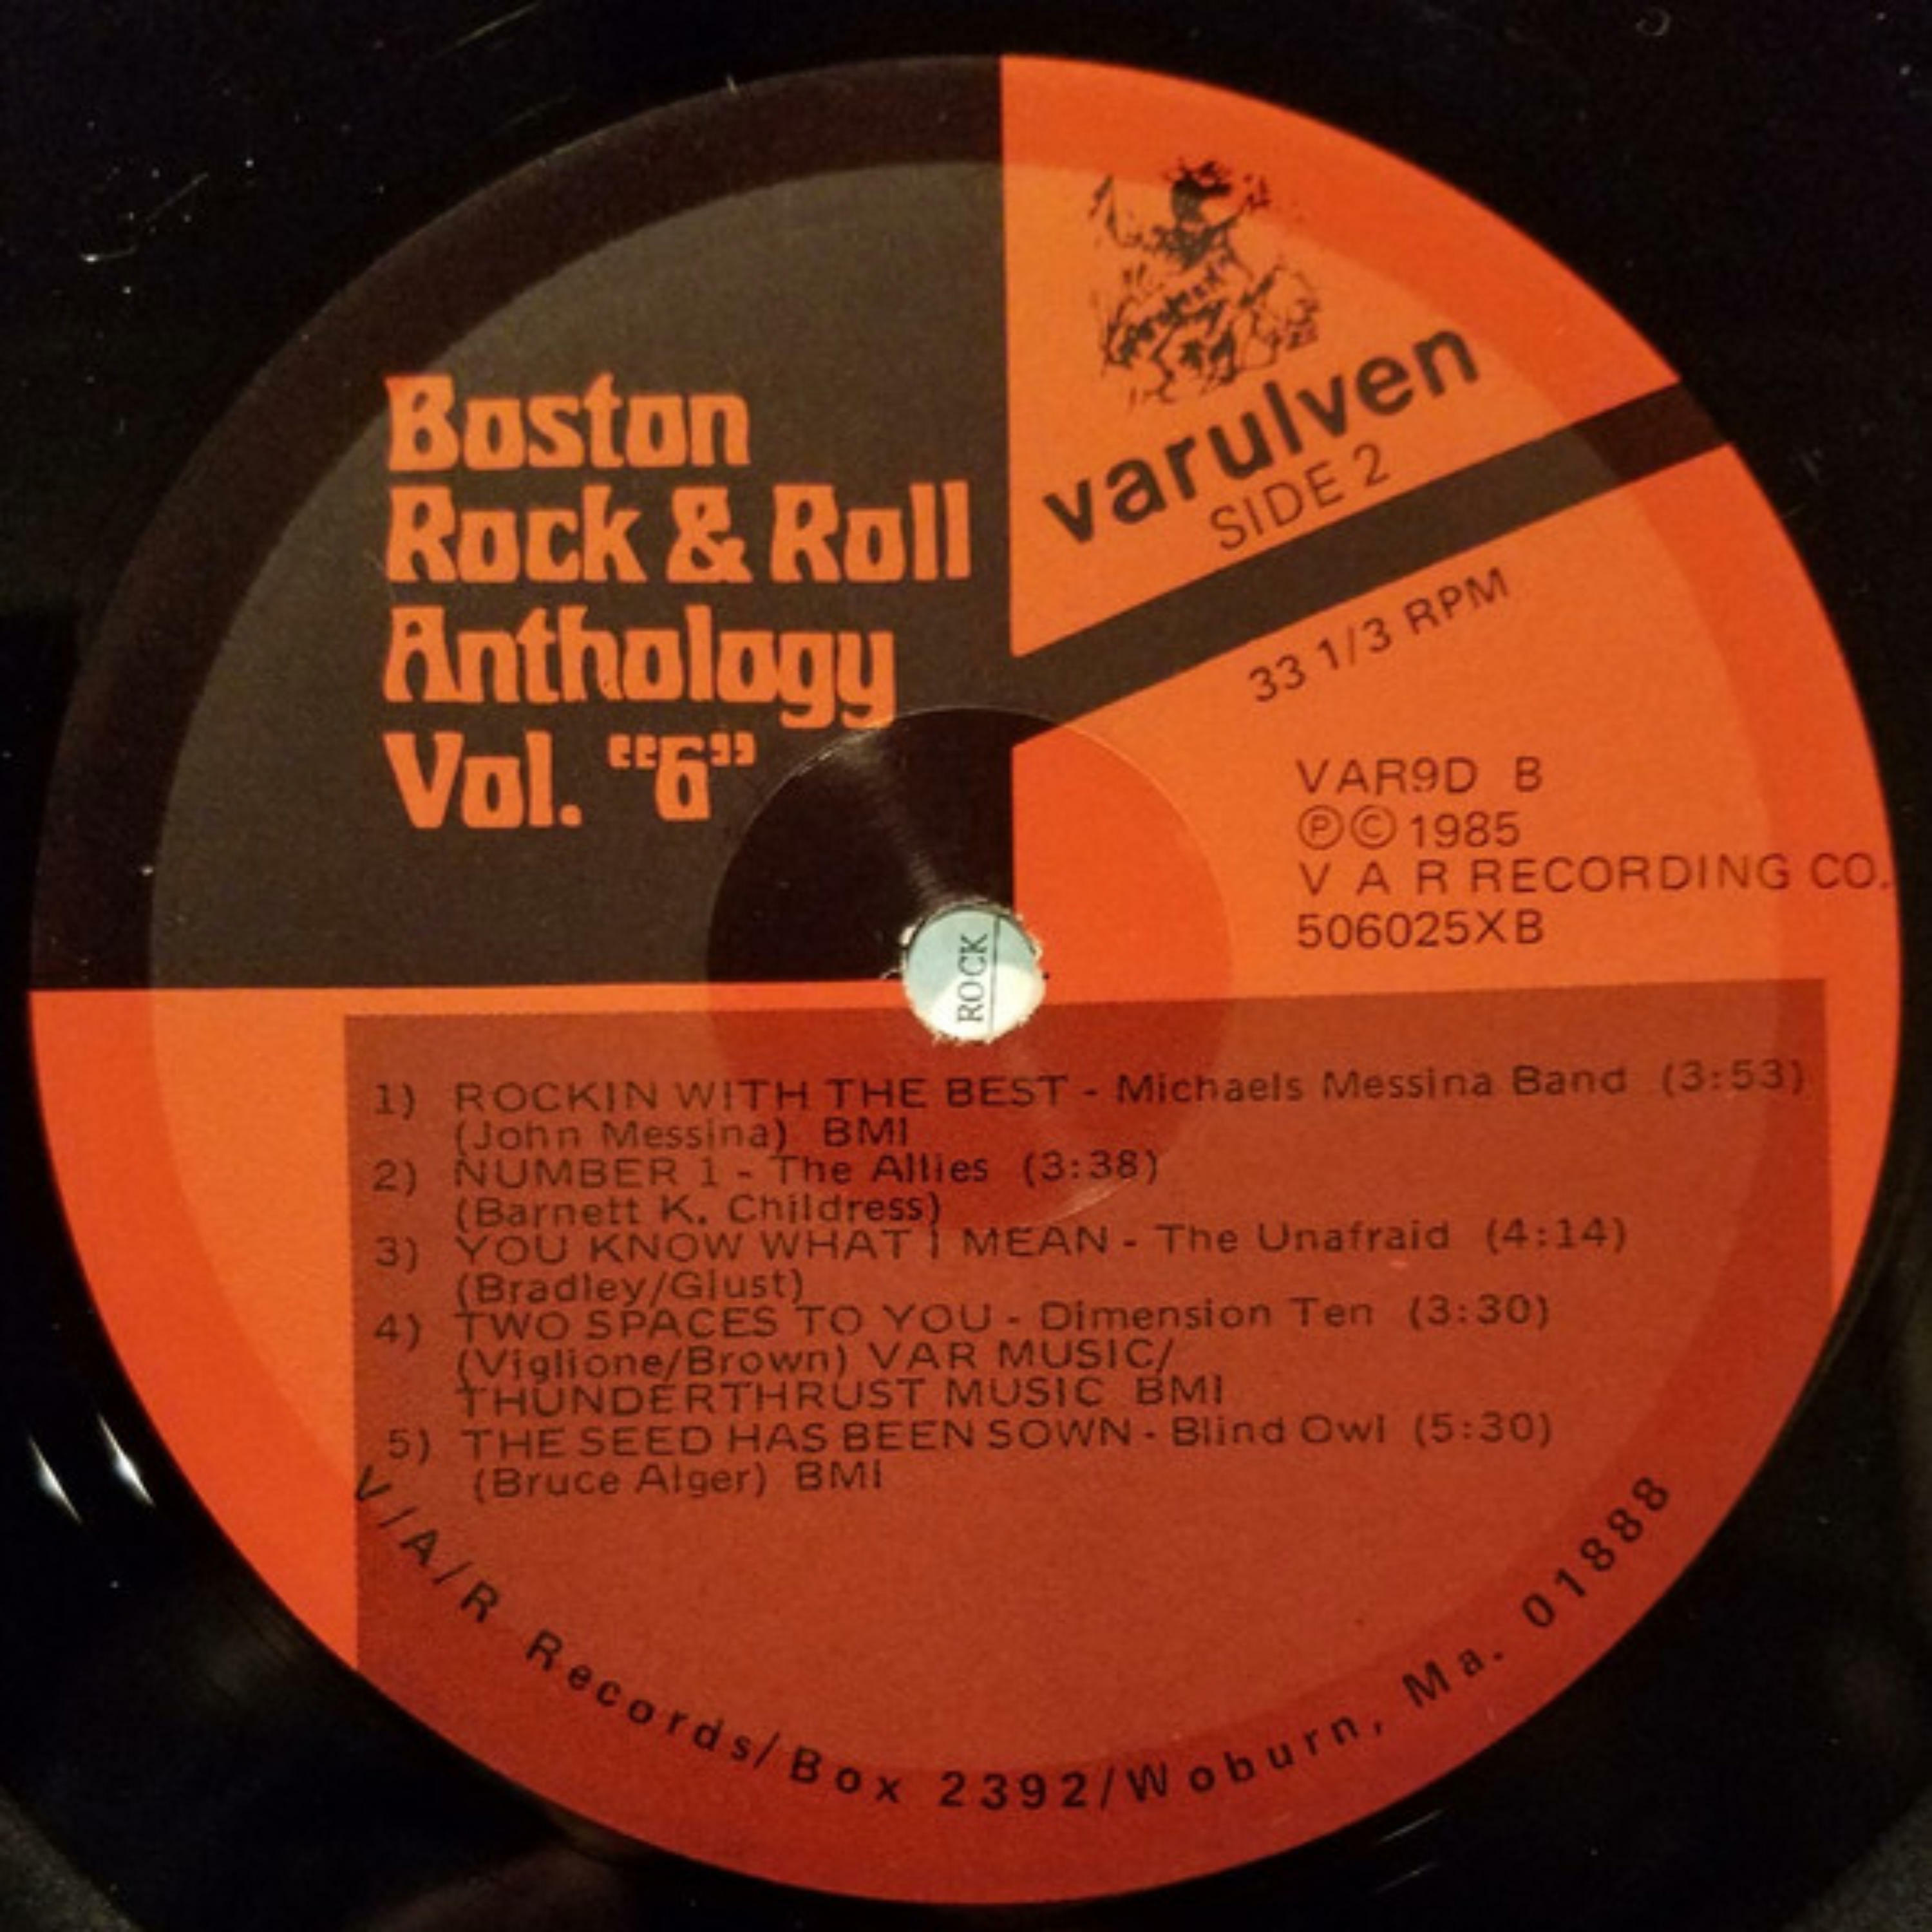 Boston
Rock & Roll
Anthology
Vol. “6”
varulven
SIDE 2
33 1/3 RPM
VAR9D B
ⓅⒸ 1985
V A R RECORDING CO.
506025XB
ROCK
1) ROCKIN WITH THE BEST - Michaels Messina Band (3:53)
(John Messina) BMI
2) NUMBER 1 - The Allies (3:38)
(Barnett K. Childress)
3) YOU KNOW WHAT I MEAN - The Unafraid (4:14)
(Bradley/Giust)
4) TWO SPACES TO YOU - Dimension Ten (3:30)
(Viglione/Brown) VAR MUSIC/
THUNDERTHRUST MUSIC BMI
5) THE SEED HAS BEEN SOWN - Blind Owl (5:30)
(Bruce Alger) BMI
V/A/R Records/Box 2392/Woburn, Ma. 01888